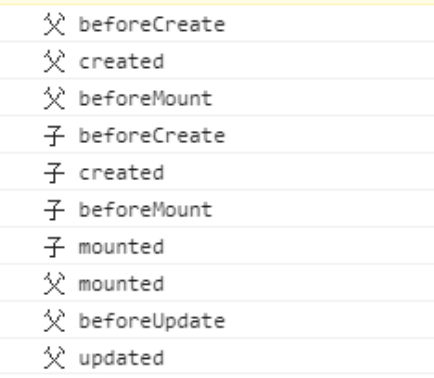 父 beforeCreate
父 created
父 beforeMount
子 beforeCreate
子 created
子 beforeMount
子 mounted
父 mounted
父 beforeUpdate
父 updated